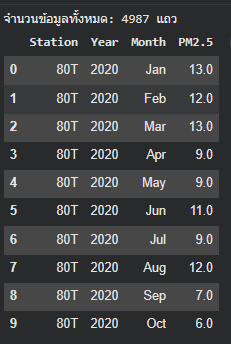 จำนวนข้อมูลทั้งหมด: 4987 แถว
Station Year Month PM2.5
0 80T 2020 Jan 13.0
1 80T 2020 Feb 12.0
2 80T 2020 Mar 13.0
3 80T 2020 Apr 9.0
4 80T 2020 May 9.0
5 80T 2020 Jun 11.0
6 80T 2020 Jul 9.0
7 80T 2020 Aug 12.0
8 80T 2020 Sep 7.0
9 80T 2020 Oct 6.0